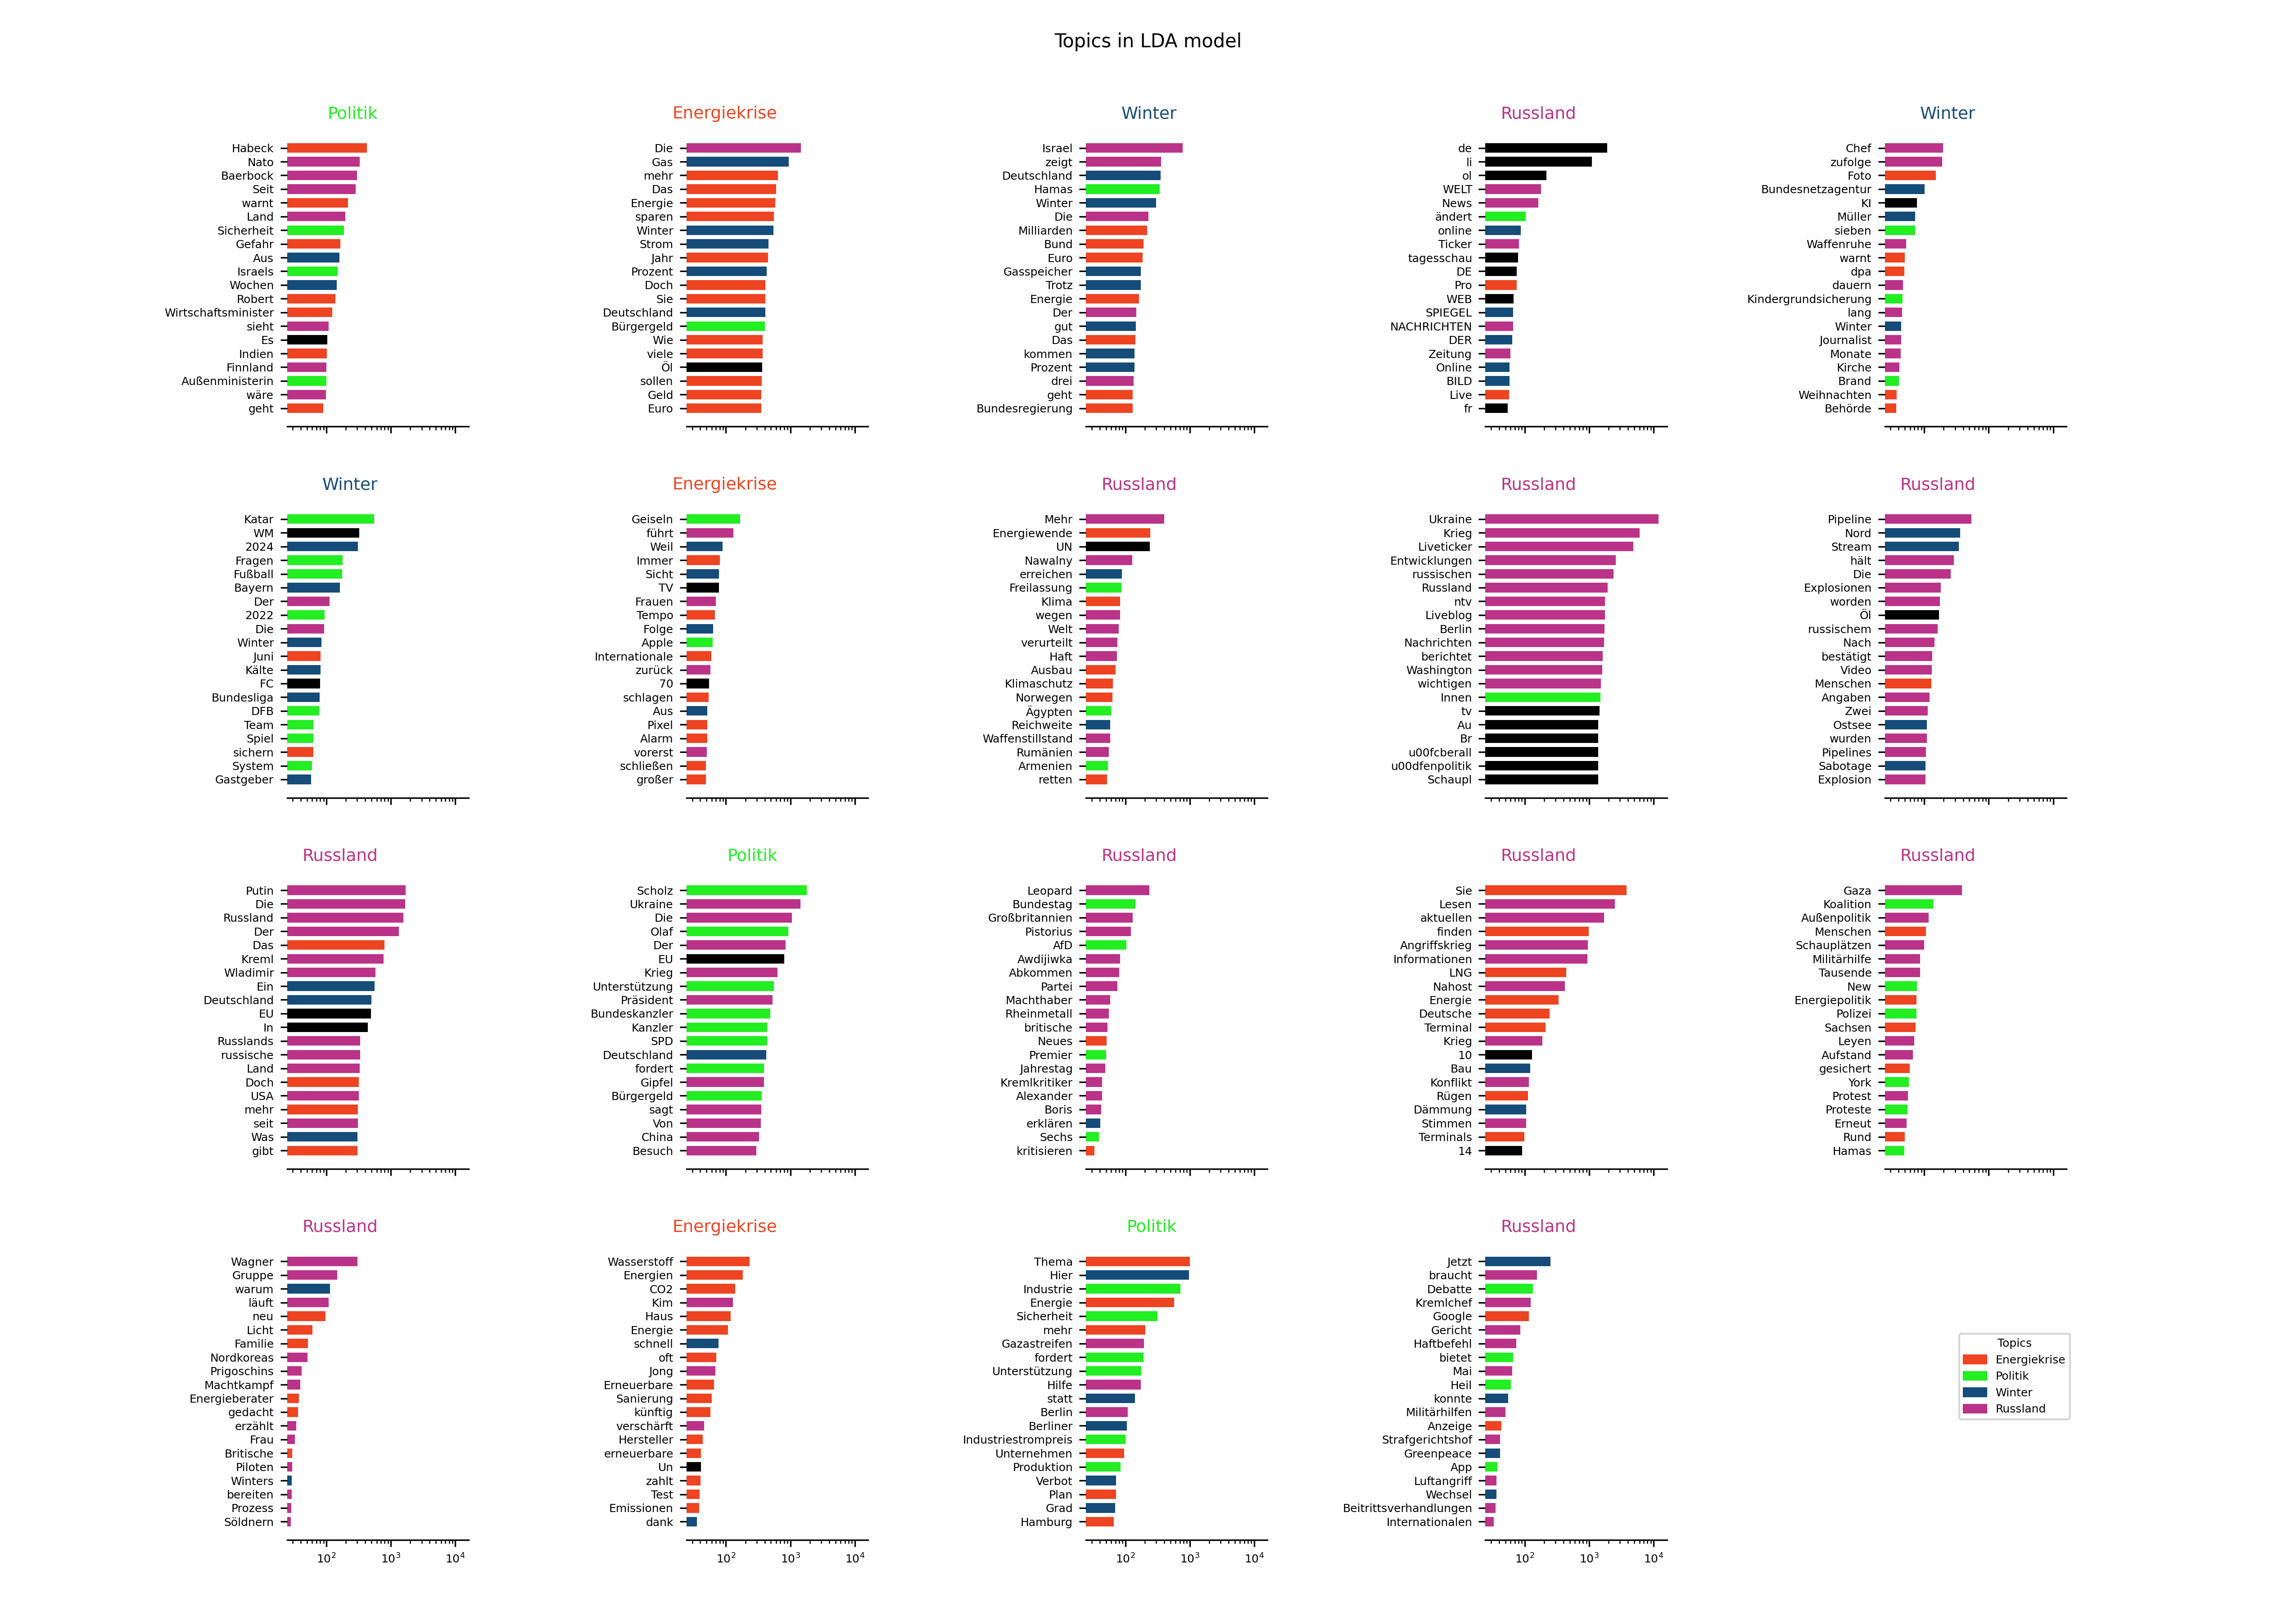 Topics in LDA model
Politik
Habeck
Nato
Baerbock
Seit
warnt
Land
Sicherheit
Gefahr
Aus
Israels
Wochen
Robert
Wirtschaftsminister
sieht
Es
Indien
Finnland
Außenministerin
wäre
geht
Energiekrise
Die
Gas
mehr
Das
Energie
sparen
Winter
Strom
Jahr
Prozent
Doch
Sie
Deutschland
Bürgergeld
Wie
viele
Öl
sollen
Geld
Euro
Winter
Israel
zeigt
Deutschland
Hamas
Winter
Die
Milliarden
Bund
Euro
Gasspeicher
Trotz
Energie
Der
gut
Das
kommen
Prozent
drei
geht
Bundesregierung
Russland
de
li
ol
WELT
News
ändert
online
Ticker
tagesschau
DE
Pro
WEB
SPIEGEL
NACHRICHTEN
DER
Zeitung
Online
BILD
Live
fr
Winter
Chef
zufolge
Foto
Bundesnetzagentur
KI
Müller
sieben
Waffenruhe
warnt
dpa
dauern
Kindergrundsicherung
lang
Winter
Journalist
Monate
Kirche
Brand
Weihnachten
Behörde
Winter
Katar
WM
2024
Fragen
Fußball
Bayern
Der
2022
Die
Winter
Juni
Kälte
FC
Bundesliga
DFB
Team
Spiel
sichern
System
Gastgeber
Energiekrise
Geiseln
führt
Weil
Immer
Sicht
TV
Frauen
Tempo
Folge
Apple
Internationale
zurück
70
schlagen
Aus
Pixel
Alarm
vorerst
schließen
großer
Russland
Mehr
Energiewende
UN
Nawalny
erreichen
Freilassung
Klima
wegen
Welt
verurteilt
Haft
Ausbau
Klimaschutz
Norwegen
Ägypten
Reichweite
Waffenstillstand
Rumänien
Armenien
retten
Russland
Ukraine
Krieg
Liveticker
Entwicklungen
russischen
Russland
ntv
Liveblog
Berlin
Nachrichten
berichtet
Washington
wichtigen
Innen
tv
Au
Br
u00fcberall
u00dfenpolitik
Schaupl
Russland
Pipeline
Nord
Stream
hält
Die
Explosionen
worden
Öl
russischem
Nach
bestätigt
Video
Menschen
Angaben
Zwei
Ostsee
wurden
Pipelines
Sabotage
Explosion
Russland
Putin
Die
Russland
Der
Das
Kreml
Wladimir
Ein
Deutschland
EU
In
Russlands
russische
Land
Doch
USA
mehr
seit
Was
gibt
Politik
Scholz
Ukraine
Die
Olaf
Der
EU
Krieg
Unterstützung
Präsident
Bundeskanzler
Kanzler
SPD
Deutschland
fordert
Gipfel
Bürgergeld
sagt
Von
China
Besuch
Russland
Leopard
Bundestag
Großbritannien
Pistorius
AfD
Awdijiwka
Abkommen
Partei
Machthaber
Rheinmetall
britische
Neues
Premier
Jahrestag
Kremlkritiker
Alexander
Boris
erklären
Sechs
kritisieren
Russland
Sie
Lesen
aktuellen
finden
Angriffskrieg
Informationen
LNG
Nahost
Energie
Deutsche
Terminal
Krieg
10
Bau
Konflikt
Rügen
Dämmung
Stimmen
Terminals
14
Russland
Gaza
Koalition
Außenpolitik
Menschen
Schauplätzen
Militärhilfe
Tausende
New
Energiepolitik
Polizei
Sachsen
Leyen
Aufstand
gesichert
York
Protest
Proteste
Erneut
Rund
Hamas
Russland
Wagner
Gruppe
warum
läuft
neu
Licht
Familie
Nordkoreas
Prigoschins
Machtkampf
Energieberater
gedacht
erzählt
Frau
Britische
Piloten
Winters
bereiten
Prozess
Söldnern
10² 10³ 10⁴
Energiekrise
Wasserstoff
Energien
CO2
Kim
Haus
Energie
schnell
oft
Jong
Erneuerbare
Sanierung
künftig
verschärft
Hersteller
erneuerbare
Un
zahlt
Test
Emissionen
dank
10² 10³ 10⁴
Politik
Thema
Hier
Industrie
Energie
Sicherheit
mehr
Gazastreifen
fordert
Unterstützung
Hilfe
statt
Berlin
Berliner
Industriestrompreis
Unternehmen
Produktion
Verbot
Plan
Grad
Hamburg
10² 10³ 10⁴
Russland
Jetzt
braucht
Debatte
Kremlchef
Google
Gericht
Haftbefehl
bietet
Mai
Heil
konnte
Militärhilfen
Anzeige
Strafgerichtshof
Greenpeace
App
Luftangriff
Wechsel
Beitrittsverhandlungen
Internationalen
10² 10³ 10⁴
Topics
Energiekrise
Politik
Winter
Russland